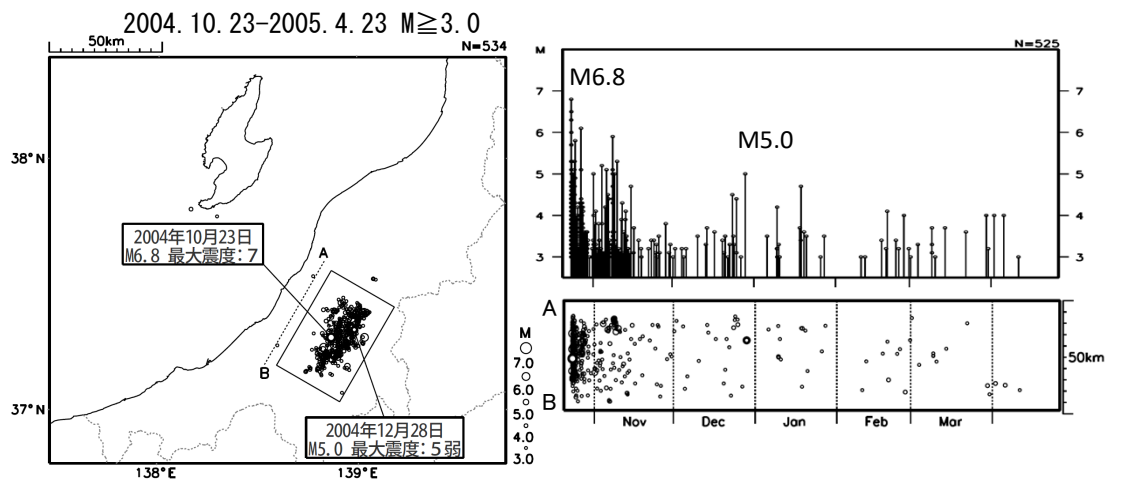 2004.10.23-2005.4.23 M≧3.0
50km
N=534
38°N
37°N
138°E
139°E
2004年10月23日
M6.8 最大震度:7
A
B
2004年12月28日
M5.0 最大震度:5弱
M
7.0
6.0
5.0
4.0
3.0
M
N=525
M6.8
M5.0
7
6
5
4
3
7
6
5
4
3
A
B
50km
Nov
Dec
Jan
Feb
Mar